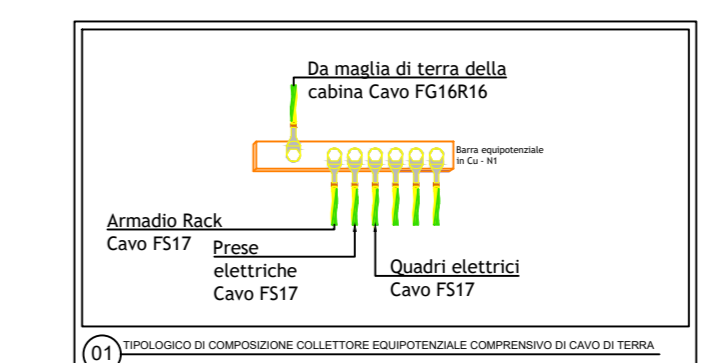 Da maglia di terra della
cabina Cavo FG16R16
Barra equipotenziale
in Cu - N1
Armadio Rack
Cavo FS17
Prese
elettriche
Cavo FS17
Quadri elettrici
Cavo FS17
01 TIPOLOGICO DI COMPOSIZIONE COLLETTORE EQUIPOTENZIALE COMPRENSIVO DI CAVO DI TERRA